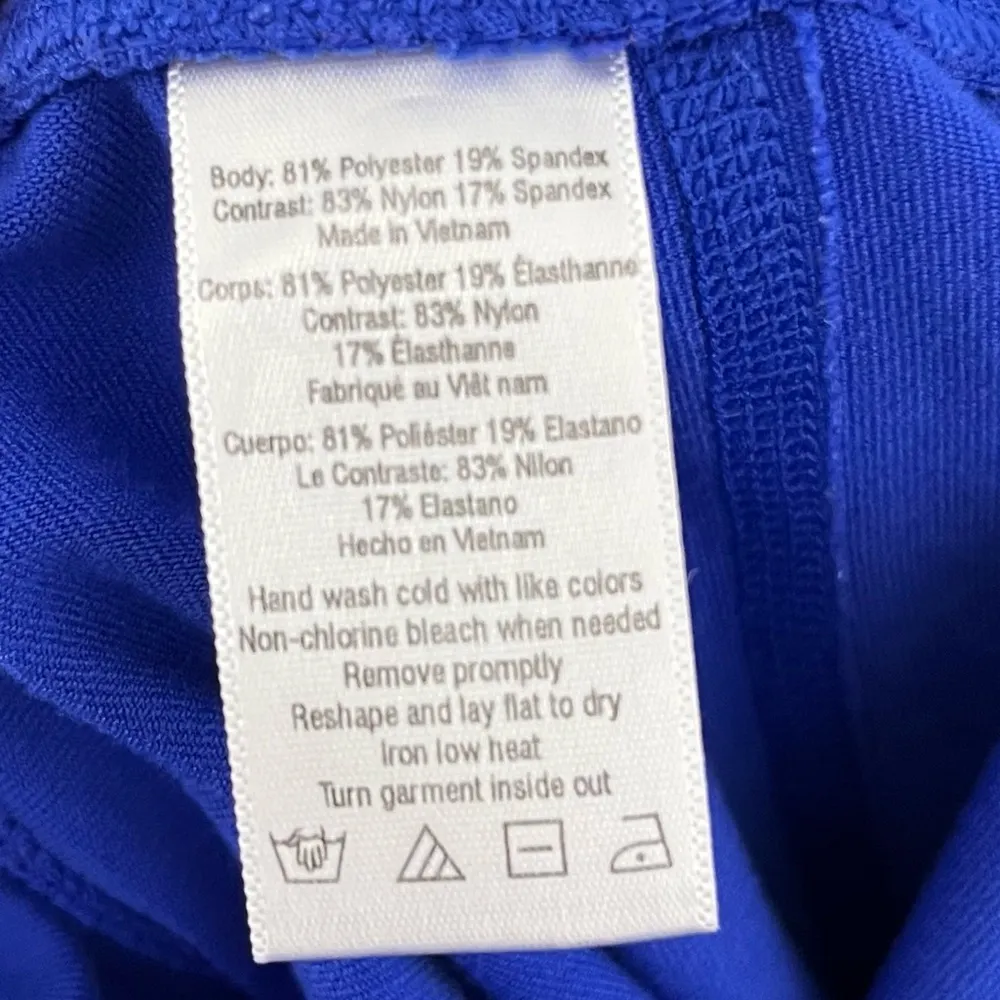 Body: 81% Polyester 19% Spandex
Contrast: 83% Nylon 17% Spandex
Made in Vietnam
Corps: 81% Polyester 19% Élasthanne
Contrast: 83% Nylon
17% Élasthanne
Fabriqué au Viêt nam
Cuerpo: 81% Poliéster 19% Elastano
Le Contraste: 83% Nilon
17% Elastano
Hecho en Vietnam
Hand wash cold with like colors
Non-chlorine bleach when needed
Remove promptly
Reshape and lay flat to dry
Iron low heat
Turn garment inside out